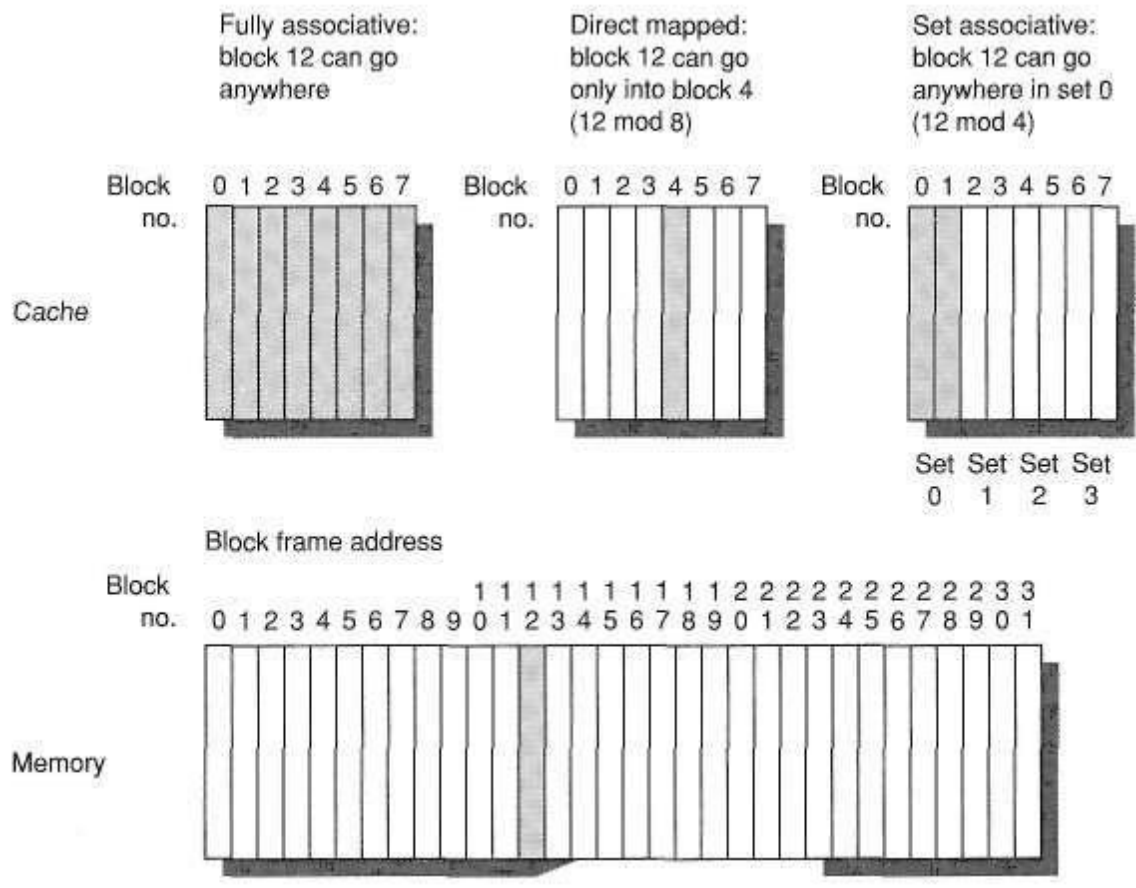 Fully associative:
block 12 can go
anywhere
Direct mapped:
block 12 can go
only into block 4
(12 mod 8)
Set associative:
block 12 can go
anywhere in set 0
(12 mod 4)
Block
no.
0 1 2 3 4 5 6 7
Block
no.
0 1 2 3 4 5 6 7
Block
no.
0 1 2 3 4 5 6 7
Cache
Set Set Set Set
0 1 2 3
Block frame address
Block
1 1 1 1 1 1 1 1 1 1 2 2 2 2 2 2 2 2 2 2 3 3
no.
0 1 2 3 4 5 6 7 8 9 0 1 2 3 4 5 6 7 8 9 0 1 2 3 4 5 6 7 8 9 0 1
Memory